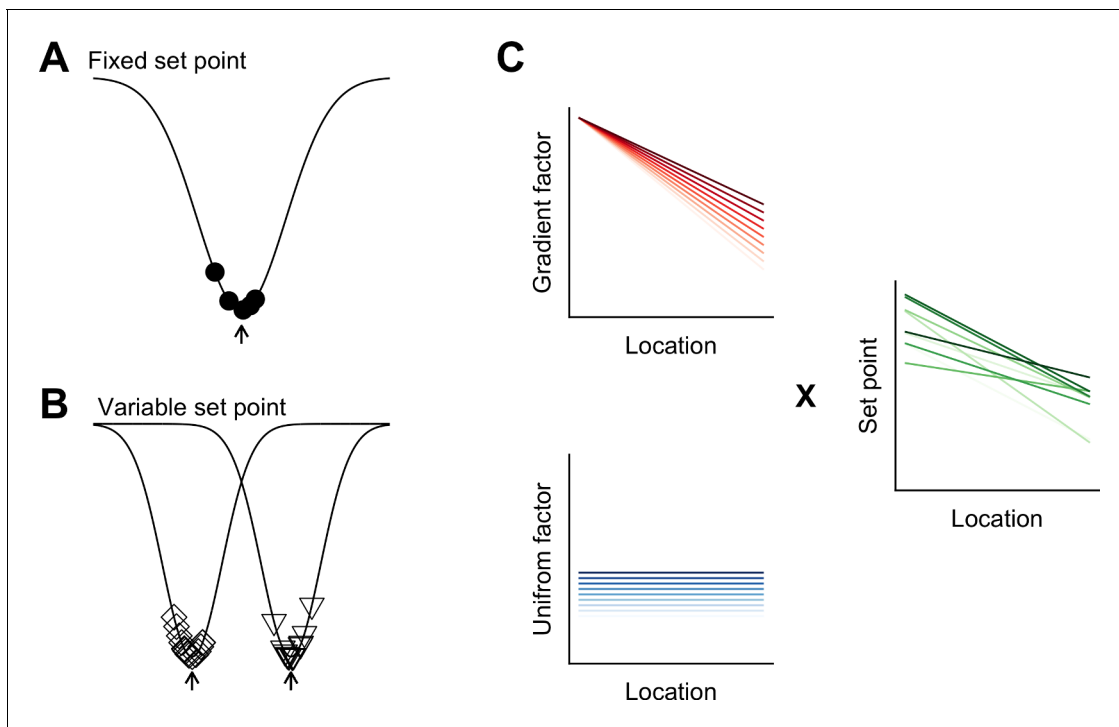 A
Fixed set point
B
Variable set point
C
Gradient factor
Location
Unifrom factor
Location
X
Set point
Location